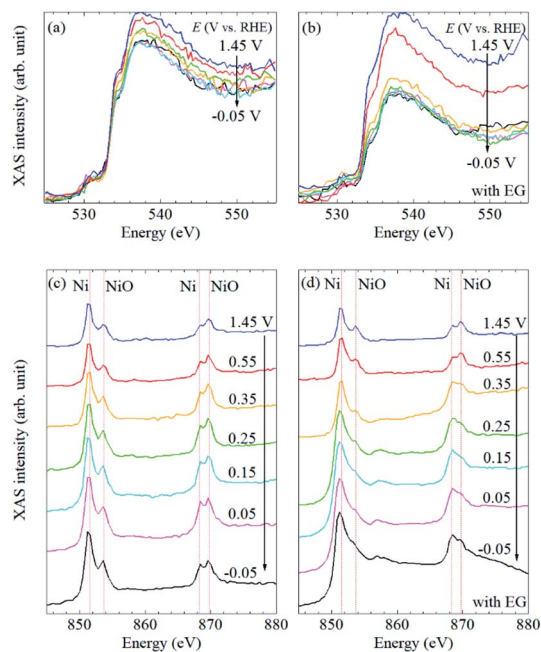 (a)
E (V vs. RHE)
1.45 V
-0.05 V
(b)
E (V vs. RHE)
1.45 V
-0.05 V
with EG
XAS intensity (arb. unit)
530 540 550
530 540 550
Energy (eV)
Energy (eV)
Ni NiO Ni NiO
Ni NiO Ni NiO
(c)
1.45 V
0.55
0.35
0.25
0.15
0.05
-0.05
(d)
1.45 V
0.55
0.35
0.25
0.15
0.05
-0.05
with EG
XAS intensity (arb. unit)
850 860 870 880
850 860 870 880
Energy (eV)
Energy (eV)